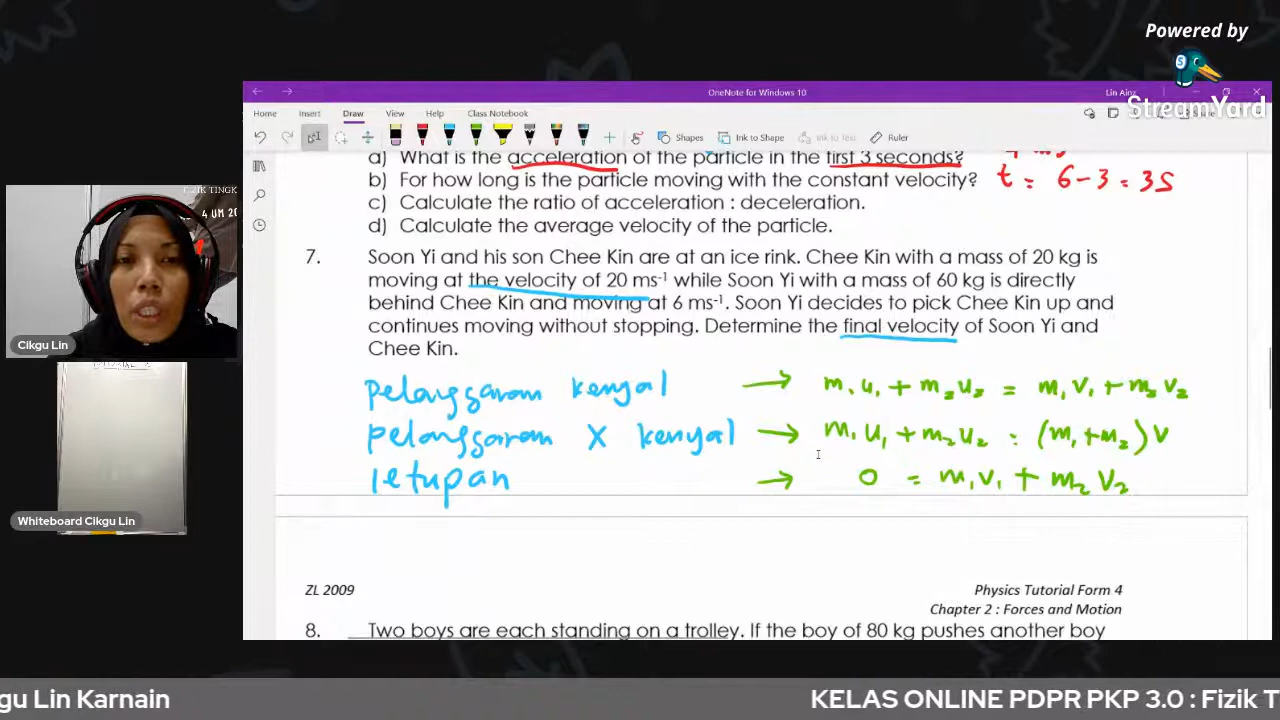 Powered by
StreamYard
OneNote for Windows 10
Lin Ainz
Home Insert Draw View Help Class Notebook
Shapes Ink to Shape Ink to Text Ruler
a) What is the acceleration of the particle in the first 3 seconds?
b) For how long is the particle moving with the constant velocity? t = 6 - 3 = 3s
c) Calculate the ratio of acceleration : deceleration.
d) Calculate the average velocity of the particle.
7. Soon Yi and his son Chee Kin are at an ice rink. Chee Kin with a mass of 20 kg is
moving at the velocity of 20 ms⁻¹ while Soon Yi with a mass of 60 kg is directly
behind Chee Kin and moving at 6 ms⁻¹. Soon Yi decides to pick Chee Kin up and
continues moving without stopping. Determine the final velocity of Soon Yi and
Chee Kin.
pelanggaran kenyal → m₁u₁ + m₂u₂ = m₁v₁ + m₂v₂
pelanggaran X kenyal → m₁u₁ + m₂u₂ = (m₁+m₂)v
letupan → 0 = m₁v₁ + m₂v₂
Cikgu Lin
Whiteboard Cikgu Lin
ZL 2009 Physics Tutorial Form 4
Chapter 2 : Forces and Motion
8. Two boys are each standing on a trolley. If the boy of 80 kg pushes another boy
gu Lin Karnain KELAS ONLINE PDPR PKP 3.0 : Fizik T